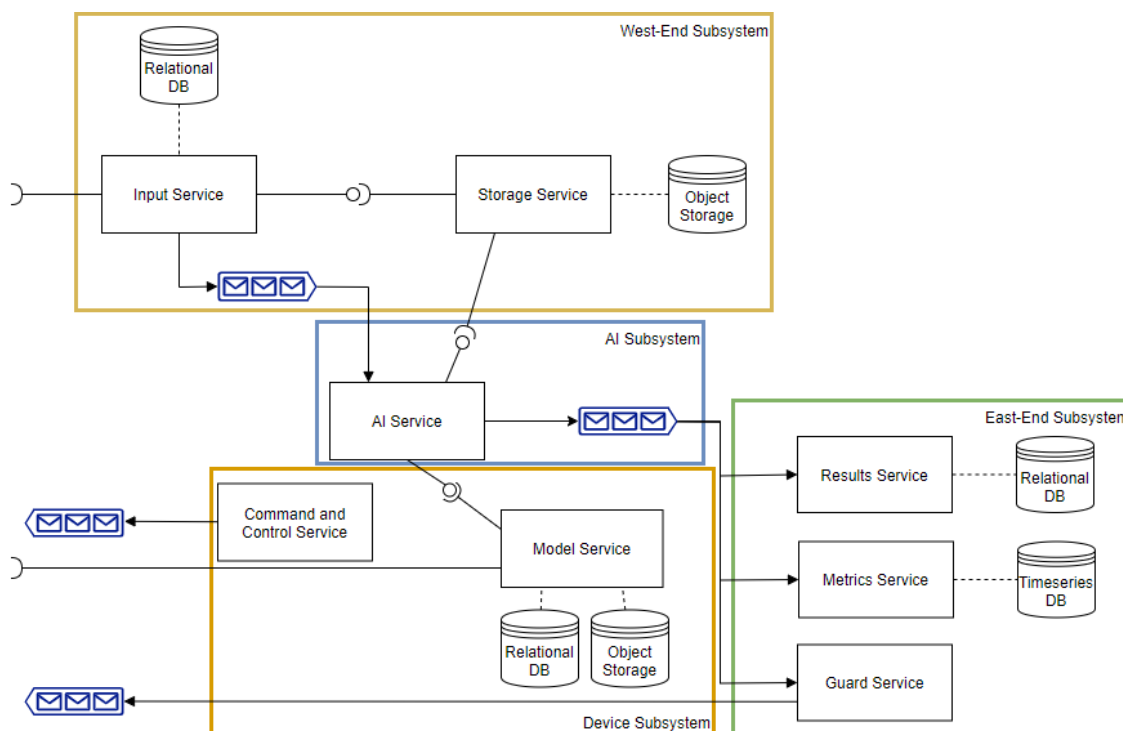 West-End Subsystem
Relational
DB
Input Service
Storage Service
Object
Storage
AI Subsystem
AI Service
East-End Subsystem
Results Service
Relational
DB
Command and
Control Service
Model Service
Metrics Service
Timeseries
DB
Relational
DB
Object
Storage
Guard Service
Device Subsystem